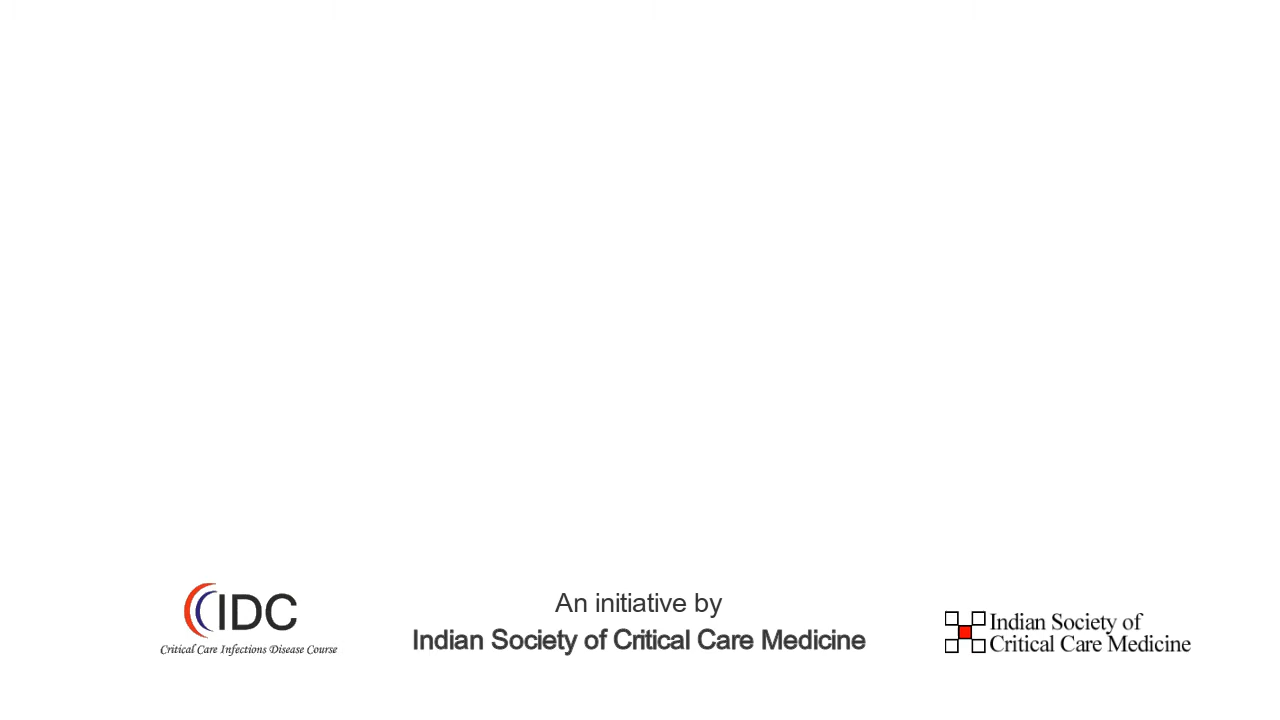 IDC
Critical Care Infections Disease Course
An initiative by
Indian Society of Critical Care Medicine
Indian Society of
Critical Care Medicine